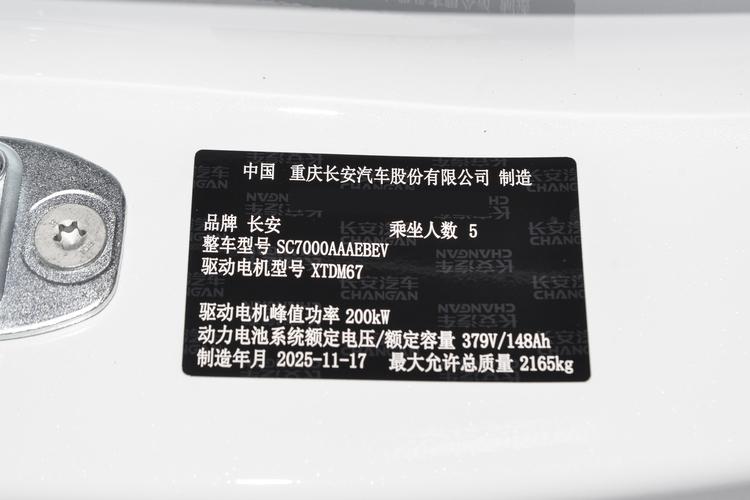 中国 重庆长安汽车股份有限公司 制造
品牌 长安 乘坐人数 5
整车型号 SC7000AAAEBEV
驱动电机型号 XTDM67
驱动电机峰值功率 200kW
动力电池系统额定电压/额定容量 379V/148Ah
制造年月 2025-11-17 最大允许总质量 2165kg